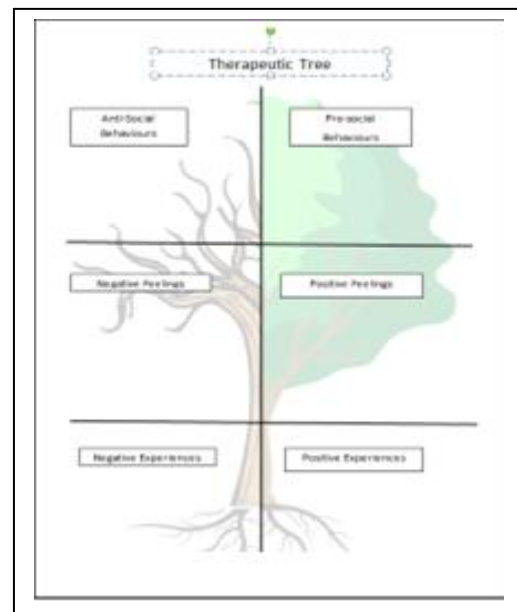 Therapeutic Tree
Anti-Social
Behaviours
Pro-social
Behaviours
Negative Feelings
Positive Feelings
Negative Experiences
Positive Experiences